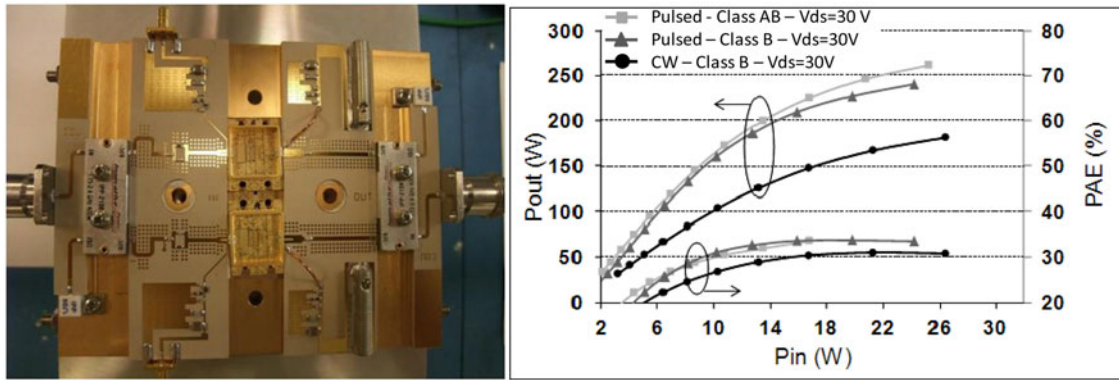 OUT
Pulsed - Class AB – Vds=30 V
Pulsed – Class B – Vds=30V
CW – Class B – Vds=30V
Pout (W)
300
250
200
150
100
50
0
80
70
60
50
40
30
20
PAE (%)
2 6 10 14 18 22 26 30
Pin (W)